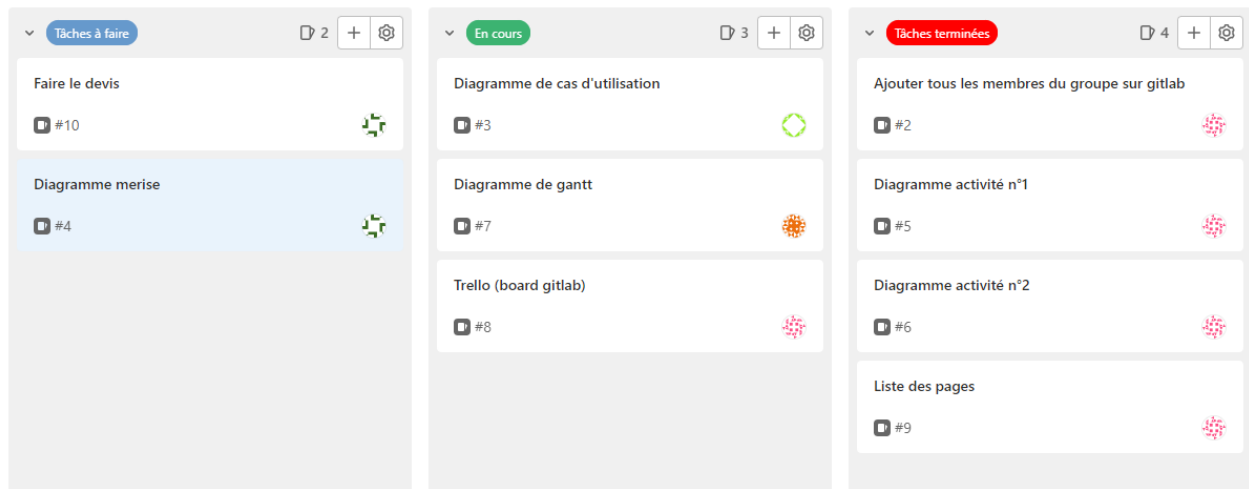 Tâches à faire
2
Faire le devis
#10
Diagramme merise
#4
En cours
3
Diagramme de cas d'utilisation
#3
Diagramme de gantt
#7
Trello (board gitlab)
#8
Tâches terminées
4
Ajouter tous les membres du groupe sur gitlab
#2
Diagramme activité n°1
#5
Diagramme activité n°2
#6
Liste des pages
#9